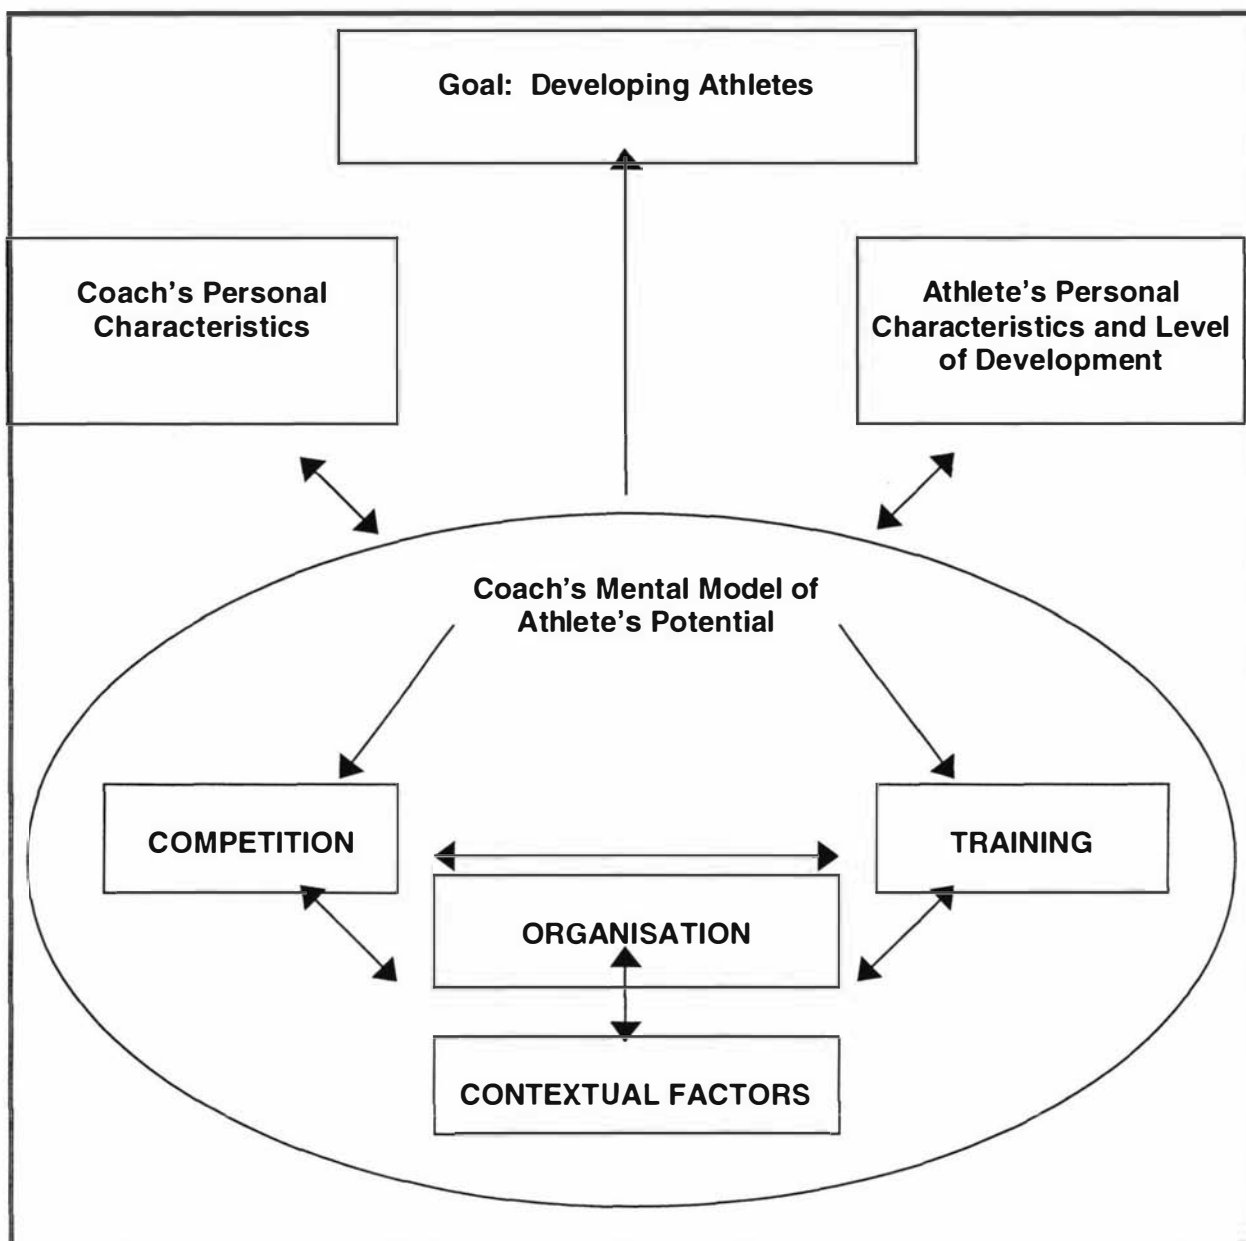 Goal: Developing Athletes
Coach's Personal
Characteristics
Athlete's Personal
Characteristics and Level
of Development
Coach's Mental Model of
Athlete's Potential
COMPETITION
TRAINING
ORGANISATION
CONTEXTUAL FACTORS